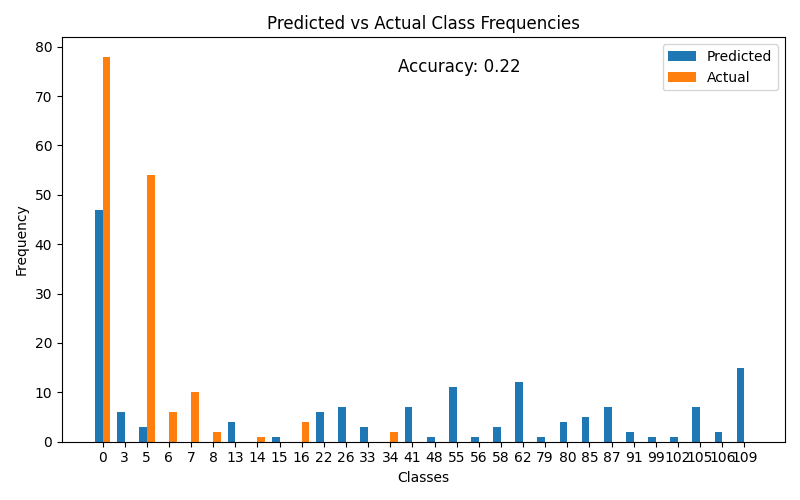 Predicted vs Actual Class Frequencies
Accuracy: 0.22
Predicted
Actual
Frequency
80
70
60
50
40
30
20
10
0
0 3 5 6 7 8 13 14 15 16 22 26 33 34 41 48 55 56 58 62 79 80 85 87 91 99 102 105 106 109
Classes